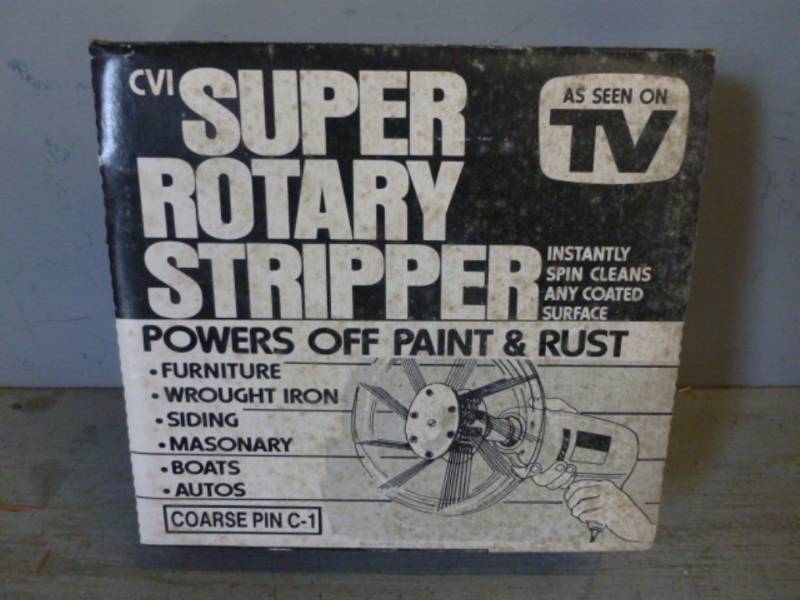 CVI SUPER
ROTARY
STRIPPER
AS SEEN ON
TV
INSTANTLY
SPIN CLEANS
ANY COATED
SURFACE
POWERS OFF PAINT & RUST
• FURNITURE
• WROUGHT IRON
• SIDING
• MASONARY
• BOATS
• AUTOS
COARSE PIN C-1